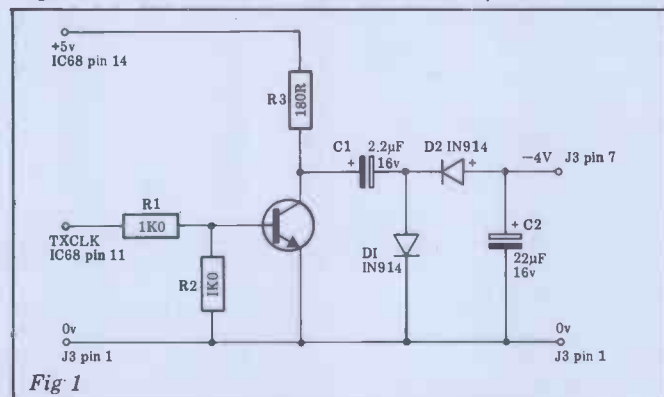 +5v
IC68 pin 14
R3
180R
C1
2.2µF
16v
D2 IN914
-4V
J3 pin 7
+
+
R1
1K0
TXCLK
IC68 pin 11
R2
1K0
D1
IN914
+ C2
22µF
16v
0v
J3 pin 1
0v
J3 pin 1
Fig 1